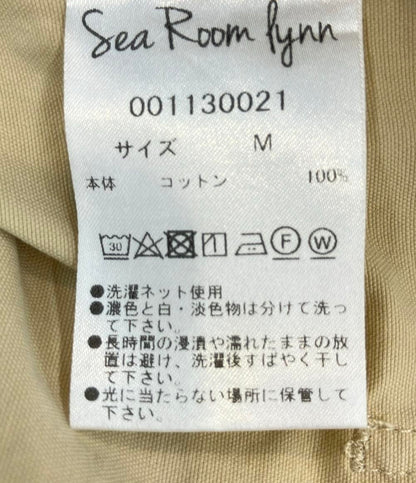 Sea Room lynn
001130021
サイズ M
本体 コットン 100%
30 F W
●洗濯ネット使用
●濃色と白・淡色物は分けて洗っ
て下さい。
●長時間の浸漬や濡れたままの放
置は避け、洗濯後すばやく干し
て下さい。
●光に当たらない場所に保管して
下さい。